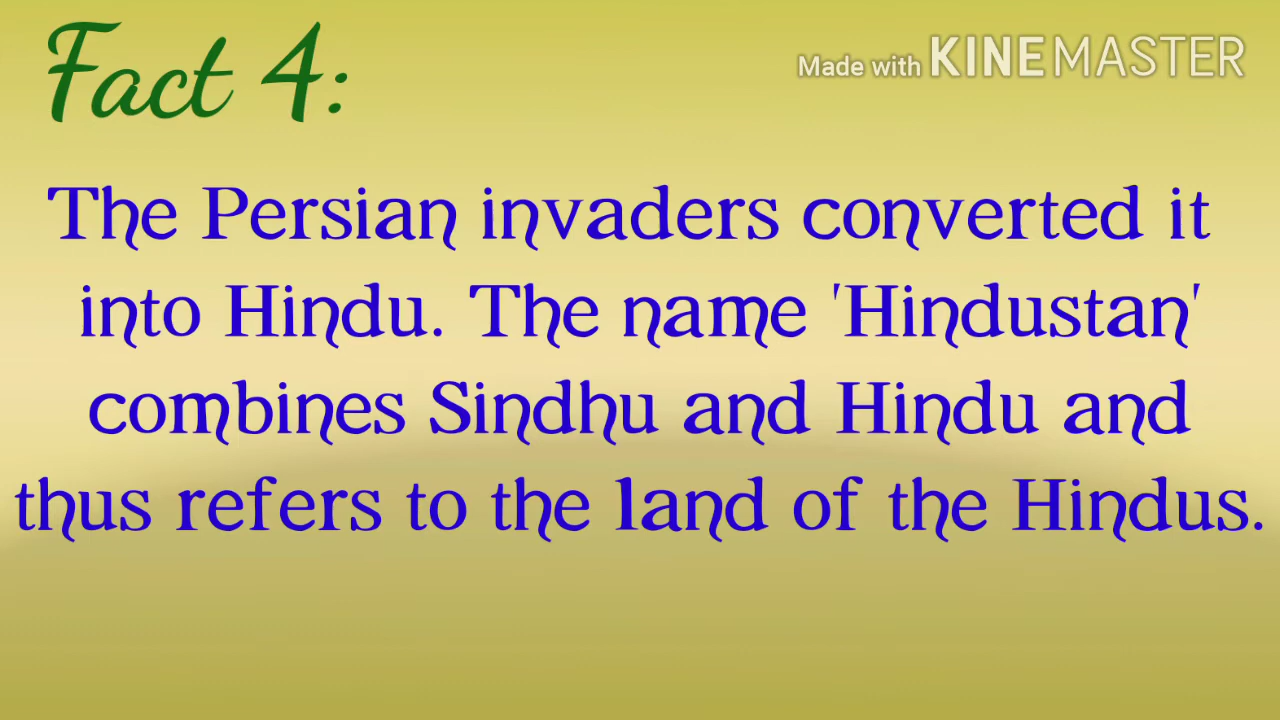 Fact 4:
Made with KINEMASTER
The Persian invaders converted it
into Hindu. The name 'Hindustan'
combines Sindhu and Hindu and
thus refers to the land of the Hindus.